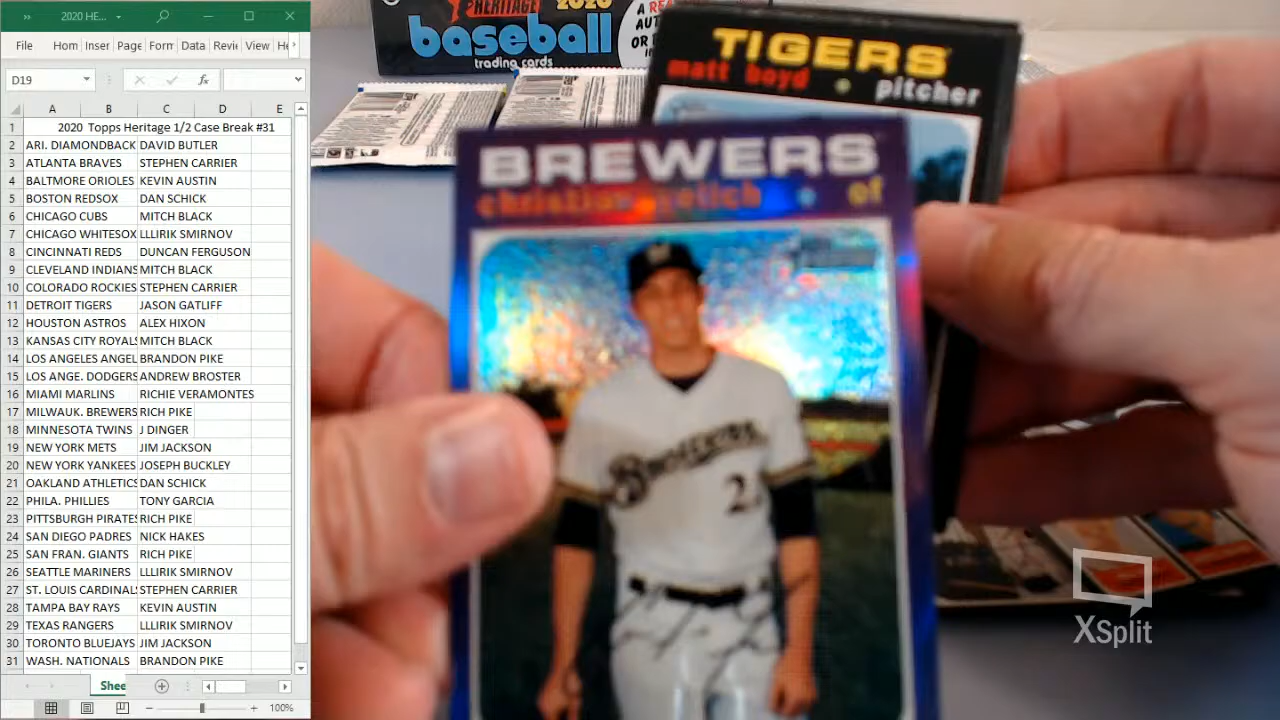 2020 HE...
File Hom Inser Page Form Data Revie View He
D19
fx
A B C D E
1 2020 Topps Heritage 1/2 Case Break #31
2 ARI. DIAMONDBACK DAVID BUTLER
3 ATLANTA BRAVES STEPHEN CARRIER
4 BALTMORE ORIOLES KEVIN AUSTIN
5 BOSTON REDSOX DAN SCHICK
6 CHICAGO CUBS MITCH BLACK
7 CHICAGO WHITESOX LLLIRIK SMIRNOV
8 CINCINNATI REDS DUNCAN FERGUSON
9 CLEVELAND INDIANS MITCH BLACK
10 COLORADO ROCKIES STEPHEN CARRIER
11 DETROIT TIGERS JASON GATLIFF
12 HOUSTON ASTROS ALEX HIXON
13 KANSAS CITY ROYALS MITCH BLACK
14 LOS ANGELES ANGEL BRANDON PIKE
15 LOS ANGE. DODGERS ANDREW BROSTER
16 MIAMI MARLINS RICHIE VERAMONTES
17 MILWAUK. BREWERS RICH PIKE
18 MINNESOTA TWINS J DINGER
19 NEW YORK METS JIM JACKSON
20 NEW YORK YANKEES JOSEPH BUCKLEY
21 OAKLAND ATHLETICS DAN SCHICK
22 PHILA. PHILLIES TONY GARCIA
23 PITTSBURGH PIRATES RICH PIKE
24 SAN DIEGO PADRES NICK HAKES
25 SAN FRAN. GIANTS RICH PIKE
26 SEATTLE MARINERS LLLIRIK SMIRNOV
27 ST. LOUIS CARDINAL STEPHEN CARRIER
28 TAMPA BAY RAYS KEVIN AUSTIN
29 TEXAS RANGERS LLLIRIK SMIRNOV
30 TORONTO BLUEJAYS JIM JACKSON
31 WASH. NATIONALS BRANDON PIKE
Shee
100%
HERITAGE 2020
baseball
trading cards
TIGERS
matt boyd pitcher
BREWERS
christian yelich of
Brewers
2
XSplit